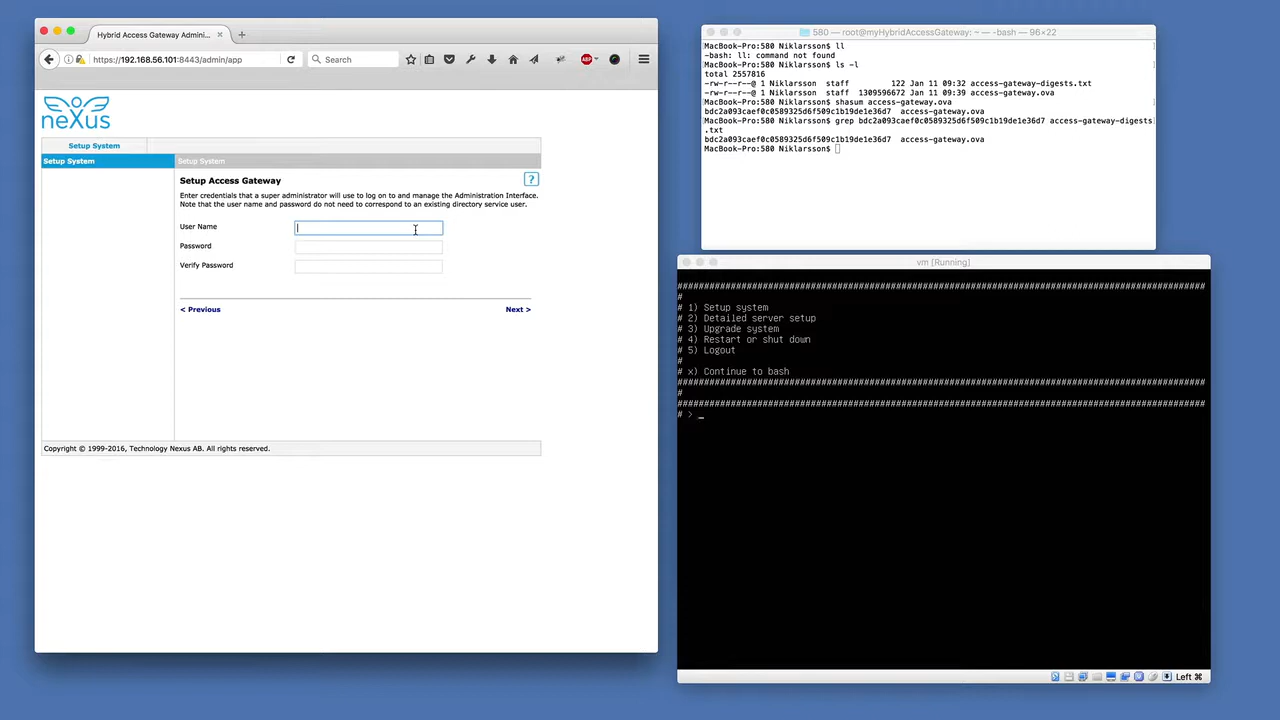 Hybrid Access Gateway Admini...
https://192.168.56.101:8443/admin/app
Search
ABP
neXus
Setup System
Setup System
Setup System
Setup Access Gateway
?
Enter credentials that a super administrator will use to log on to and manage the Administration Interface.
Note that the user name and password do not need to correspond to an existing directory service user.
User Name
Password
Verify Password
< Previous
Next >
Copyright © 1999-2016, Technology Nexus AB. All rights reserved.
580 — root@myHybridAccessGateway: ~ — -bash — 96×22
MacBook-Pro:580 Niklarsson$ ll
-bash: ll: command not found
MacBook-Pro:580 Niklarsson$ ls -l
total 2557816
-rw-r--r--@ 1 Niklarsson  staff         122 Jan 11 09:32 access-gateway-digests.txt
-rw-r--r--@ 1 Niklarsson  staff  1309596672 Jan 11 09:39 access-gateway.ova
MacBook-Pro:580 Niklarsson$ shasum access-gateway.ova
bdc2a093caef0c0589325d6f509c1b19de1e36d7  access-gateway.ova
MacBook-Pro:580 Niklarsson$ grep bdc2a093caef0c0589325d6f509c1b19de1e36d7 access-gateway-digests
.txt
bdc2a093caef0c0589325d6f509c1b19de1e36d7  access-gateway.ova
MacBook-Pro:580 Niklarsson$
vm [Running]
####################################################################################################
#
# 1) Setup system
# 2) Detailed server setup
# 3) Upgrade system
# 4) Restart or shut down
# 5) Logout
#
# x) Continue to bash
####################################################################################################
#
####################################################################################################
# > _
Left ⌘